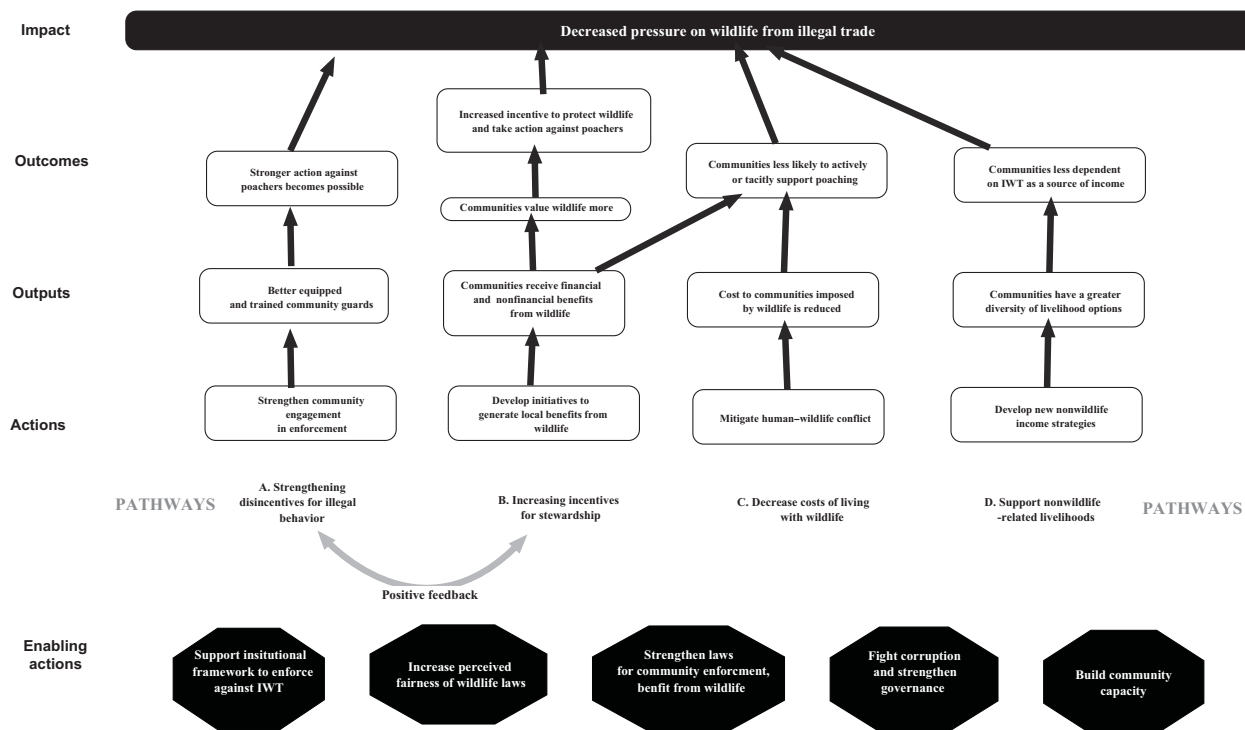 Impact
Decreased pressure on wildlife from illegal trade
Outcomes
Increased incentive to protect wildlife
and take action against poachers
Stronger action against
poachers becomes possible
Communities less likely to actively
or tacitly support poaching
Communities less dependent
on IWT as a source of income
Communities value wildlife more
Outputs
Better equipped
and trained community guards
Communities receive financial
and nonfinancial benefits
from wildlife
Cost to communities imposed
by wildlife is reduced
Communities have a greater
diversity of livelihood options
Actions
Strengthen community
engagement
in enforcement
Develop initiatives to
generate local benefits from
wildlife
Mitigate human–wildlife conflict
Develop new nonwildlife
income strategies
PATHWAYS
A. Strengthening
disincentives for illegal
behavior
B. Increasing incentives
for stewardship
C. Decrease costs of living
with wildlife
D. Support nonwildlife
-related livelihoods
PATHWAYS
Positive feedback
Enabling
actions
Support insitutional
framework to enforce
against IWT
Increase perceived
fairness of wildlife laws
Strengthen laws
for community enforcment,
benfit from wildlife
Fight corruption
and strengthen
governance
Build community
capacity